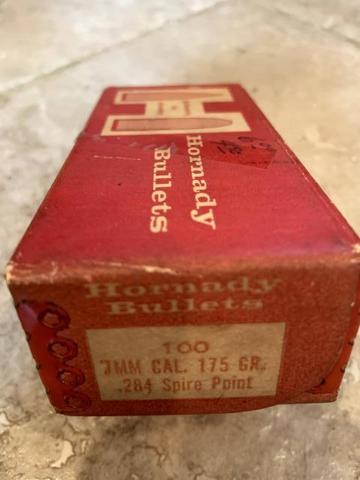 Hornady
Bullets
Hornady
Bullets
100
7MM CAL. 175 GR.
.284 Spire Point